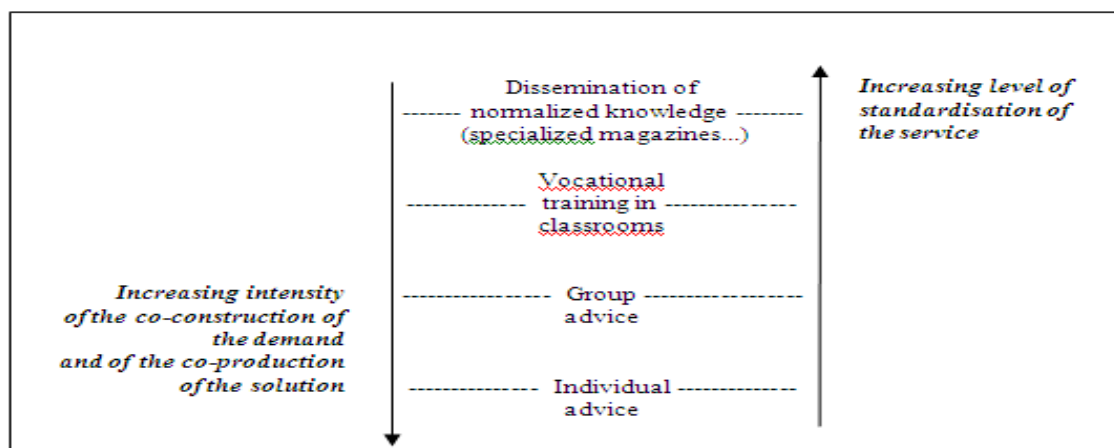 Dissemination of
normalized knowledge
(specialized magazines...)
Increasing level of
standardisation of
the service
Vocational
training in
classrooms
Increasing intensity
of the co-construction of
the demand
and of the co-production
of the solution
Group
advice
Individual
advice